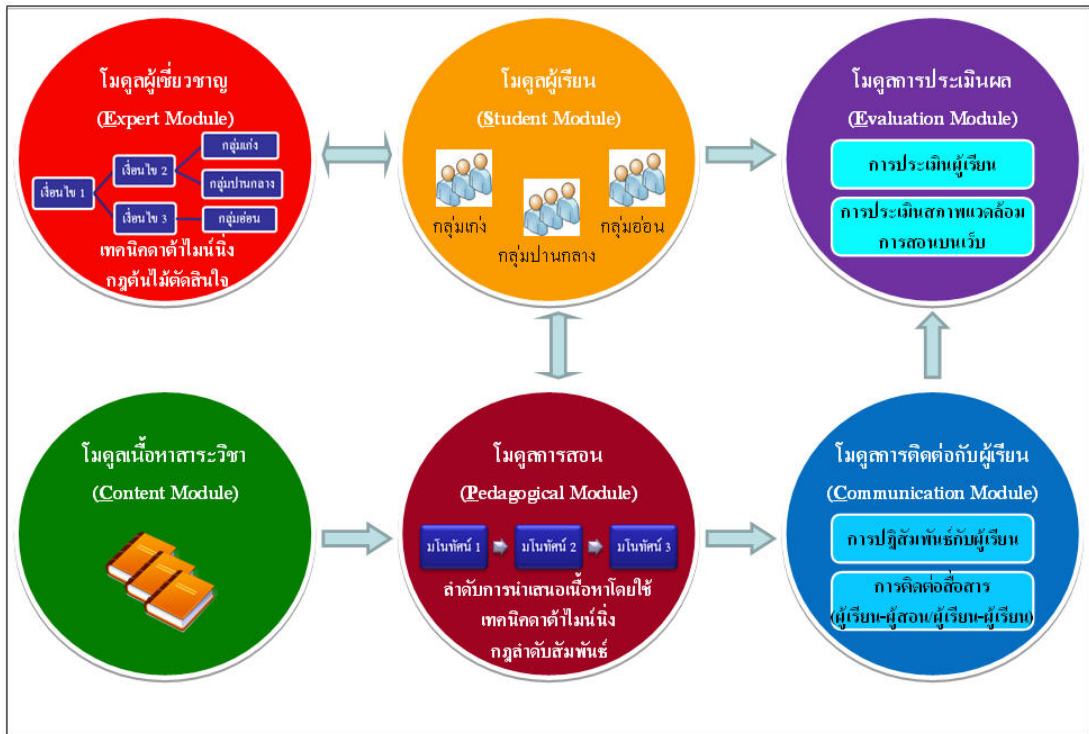 โมดูลผู้เชี่ยวชาญ
(Expert Module)
เงื่อนไข 1
เงื่อนไข 2
เงื่อนไข 3
กลุ่มเก่ง
กลุ่มปานกลาง
กลุ่มอ่อน
เทคนิคดาต้าไมน์นิ่ง
กฎต้นไม้ตัดสินใจ
โมดูลผู้เรียน
(Student Module)
กลุ่มเก่ง
กลุ่มปานกลาง
กลุ่มอ่อน
โมดูลการประเมินผล
(Evaluation Module)
การประเมินผู้เรียน
การประเมินสภาพแวดล้อม
การสอนบนเว็บ
โมดูลเนื้อหาสาระวิชา
(Content Module)
โมดูลการสอน
(Pedagogical Module)
มโนทัศน์ 1
มโนทัศน์ 2
มโนทัศน์ 3
ลำดับการนำเสนอเนื้อหาโดยใช้
เทคนิคดาต้าไมน์นิ่ง
กฎลำดับสัมพันธ์
โมดูลการติดต่อกับผู้เรียน
(Communication Module)
การปฏิสัมพันธ์กับผู้เรียน
การติดต่อสื่อสาร
(ผู้เรียน-ผู้สอน/ผู้เรียน-ผู้เรียน)